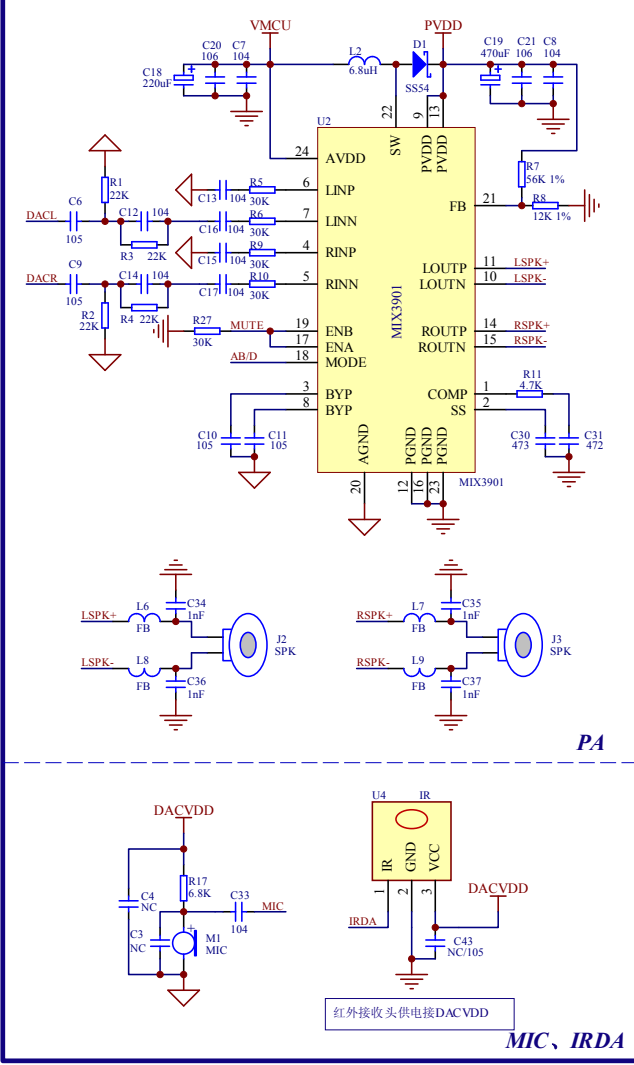 VMCU
PVDD
C18
220uF
C20
106
C7
104
L2
6.8uH
D1
SS54
C19
470uF
C21
106
C8
104
U2
22
9
13
SW
PVDD
PVDD
24
AVDD
R7
56K 1%
R8
12K 1%
21
FB
R1
22K
C13
104
R5
30K
6
LINP
DACL
C6
105
C12
104
R3
22K
C16
104
R6
30K
7
LINN
C15
104
R9
30K
4
RINP
DACR
C9
105
C14
104
R4
22K
C17
104
R10
30K
5
RINN
R2
22K
MIX3901
LOUTP
11
LSPK+
LOUTN
10
LSPK-
R27
30K
MUTE
19
ENB
17
ENA
AB/D
18
MODE
ROUTP
14
RSPK+
ROUTN
15
RSPK-
3
BYP
8
BYP
C10
105
C11
105
COMP
1
R11
4.7K
SS
2
C30
473
C31
472
AGND
20
PGND
PGND
PGND
12
16
23
MIX3901
LSPK+
L6
FB
C34
1nF
LSPK-
L8
FB
C36
1nF
J2
SPK
RSPK+
L7
FB
C35
1nF
RSPK-
L9
FB
C37
1nF
J3
SPK
PA
DACVDD
R17
6.8K
C4
NC
C3
NC
+
M1
MIC
C33
104
MIC
U4
IR
IR
GND
VCC
1
2
3
IRDA
DACVDD
C43
NC/105
红外接收头供电接DACVDD
MIC、IRDA